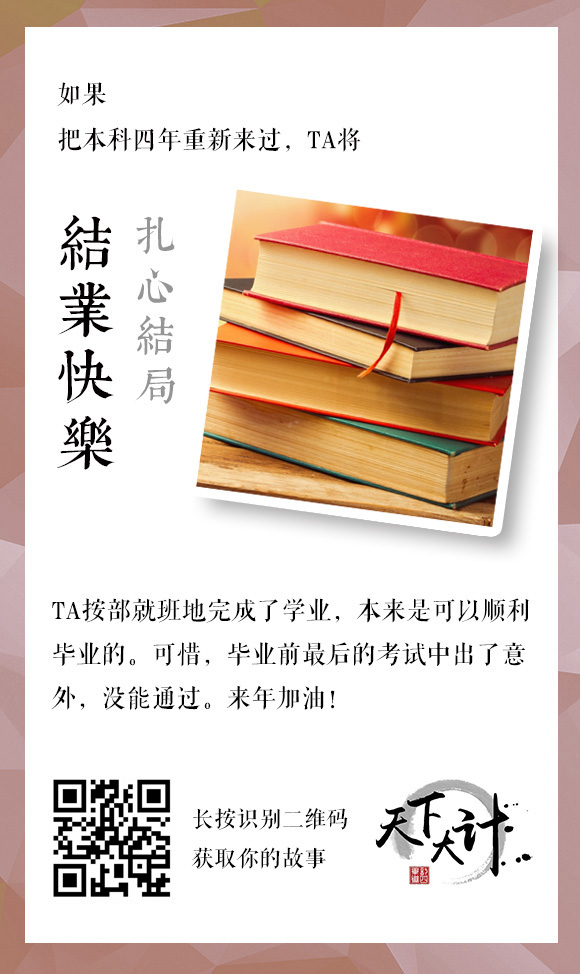 如果
把本科四年重新来过，TA将
結業快樂
扎心結局
TA按部就班地完成了学业，本来是可以顺利
毕业的。可惜，毕业前最后的考试中出了意
外，没能通过。来年加油!
长按识别二维码
获取你的故事
天下大计